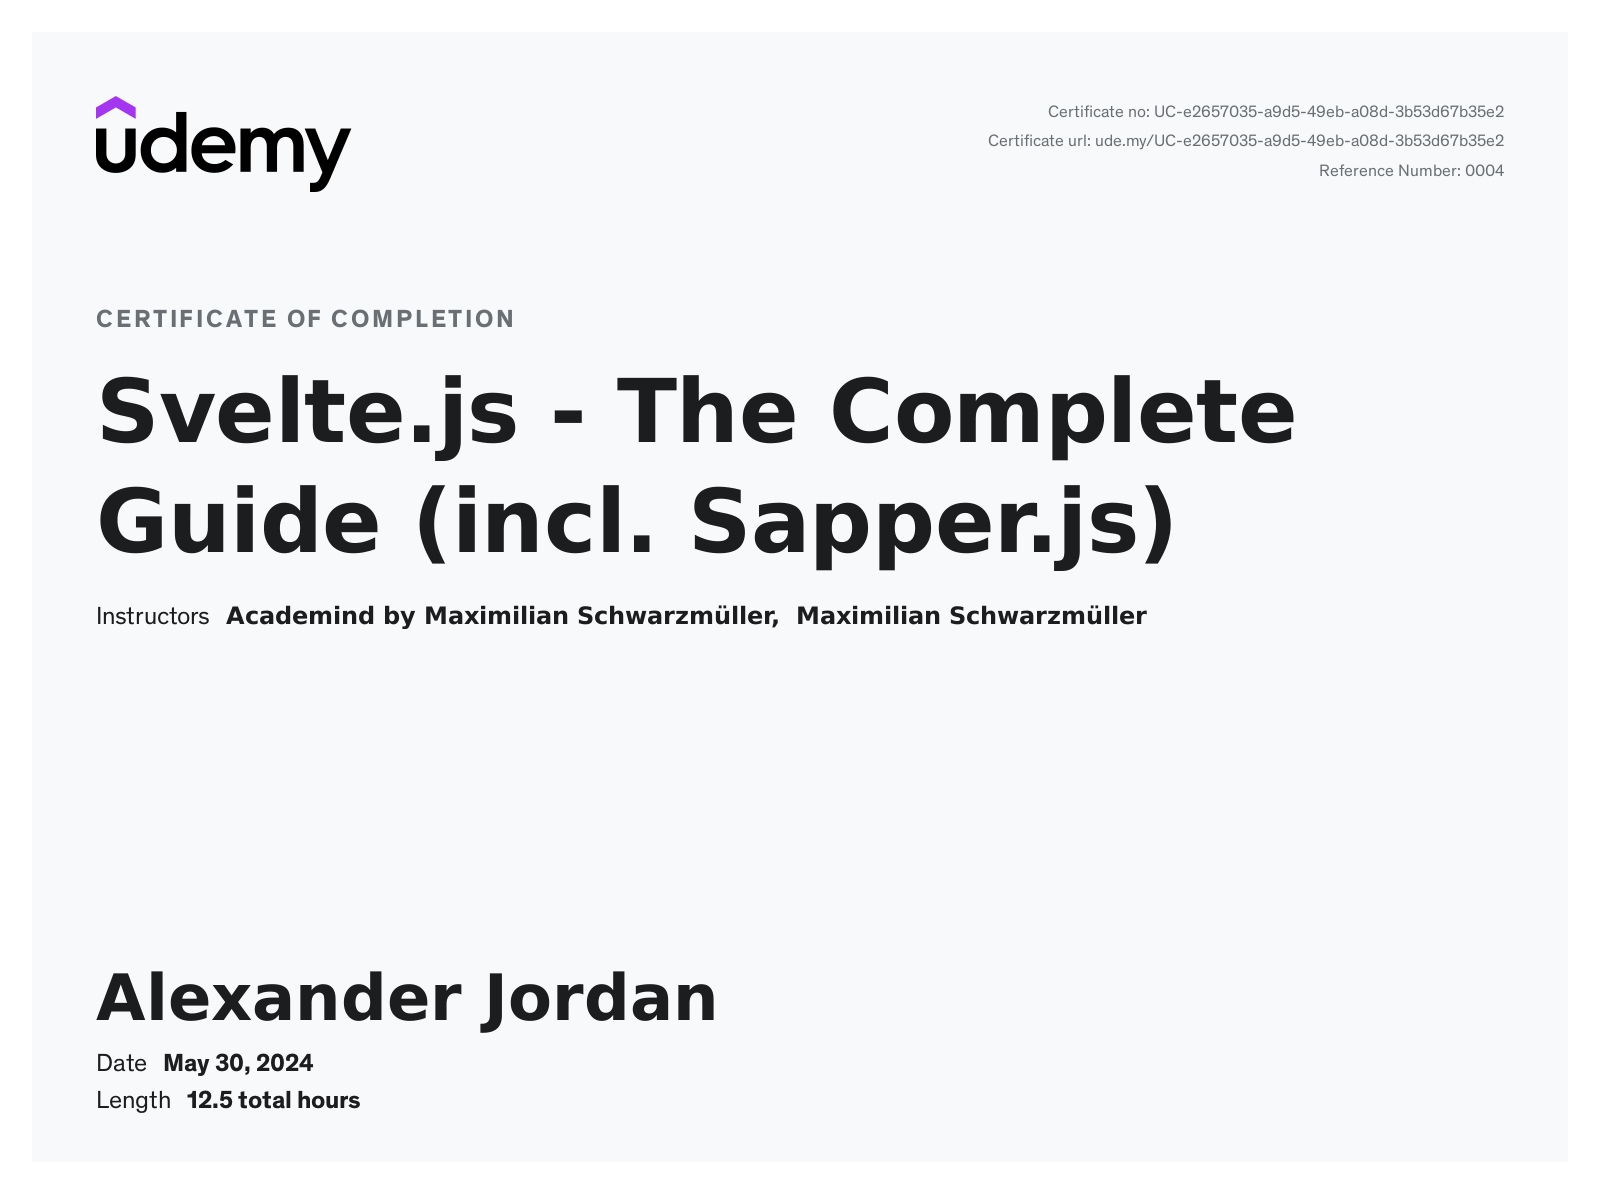 udemy
Certificate no: UC-e2657035-a9d5-49eb-a08d-3b53d67b35e2
Certificate url: ude.my/UC-e2657035-a9d5-49eb-a08d-3b53d67b35e2
Reference Number: 0004
CERTIFICATE OF COMPLETION
Svelte.js - The Complete
Guide (incl. Sapper.js)
Instructors Academind by Maximilian Schwarzmüller, Maximilian Schwarzmüller
Alexander Jordan
Date May 30, 2024
Length 12.5 total hours